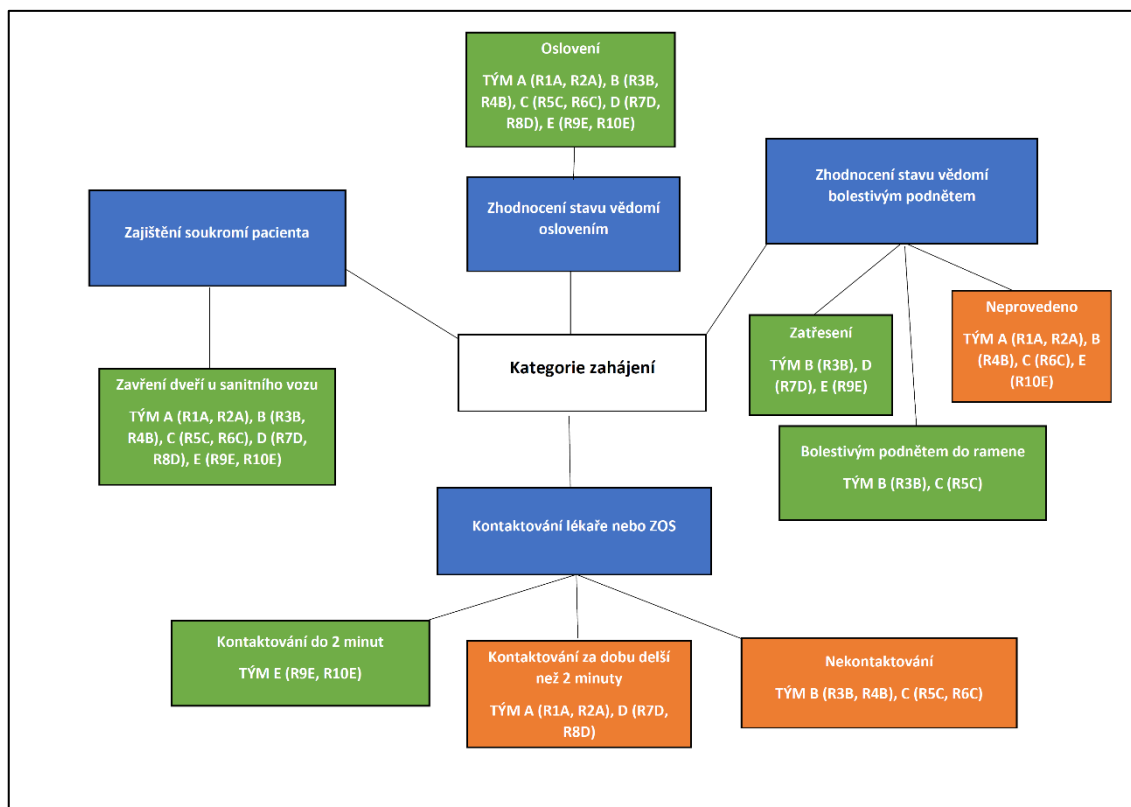 Oslovení
TÝM A (R1A, R2A), B (R3B,
R4B), C (R5C, R6C), D (R7D,
R8D), E (R9E, R10E)
Zhodnocení stavu vědomí
oslovením
Zhodnocení stavu vědomí
bolestivým podnětem
Zajištění soukromí pacienta
Neprovedeno
TÝM A (R1A, R2A), B
(R4B), C (R6C), E
(R10E)
Zatřesení
TÝM B (R3B), D
(R7D), E (R9E)
Kategorie zahájení
Zavření dveří u sanitního vozu
TÝM A (R1A, R2A), B (R3B,
R4B), C (R5C, R6C), D (R7D,
R8D), E (R9E, R10E)
Bolestivým podnětem do ramene
TÝM B (R3B), C (R5C)
Kontaktování lékaře nebo ZOS
Kontaktování do 2 minut
TÝM E (R9E, R10E)
Kontaktování za dobu delší
než 2 minuty
TÝM A (R1A, R2A), D (R7D,
R8D)
Nekontaktování
TÝM B (R3B, R4B), C (R5C, R6C)